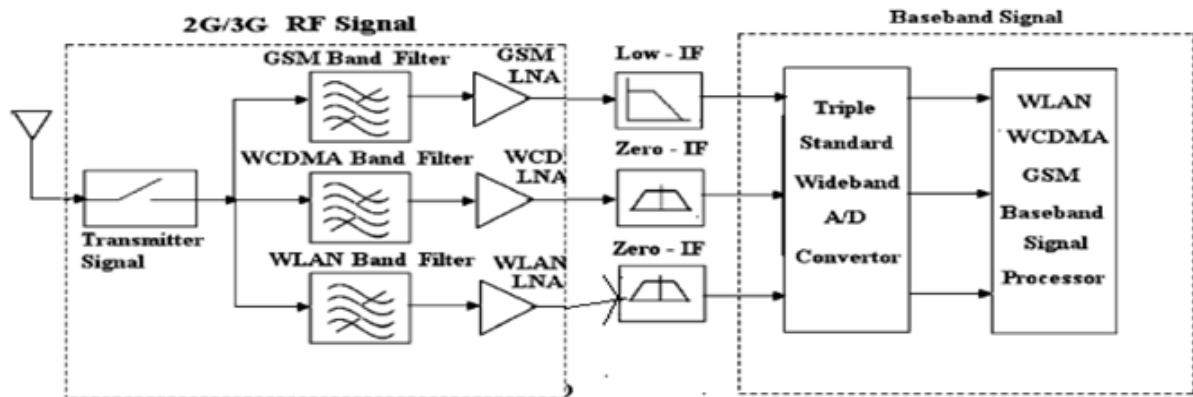 2G/3G RF Signal
Baseband Signal
GSM Band Filter
GSM
LNA
Low - IF
WCDMA Band Filter
WCD
LNA
Zero - IF
Transmitter
Signal
WLAN Band Filter
WLAN
LNA
Zero - IF
Triple
Standard
Wideband
A/D
Convertor
WLAN
WCDMA
GSM
Baseband
Signal
Processor